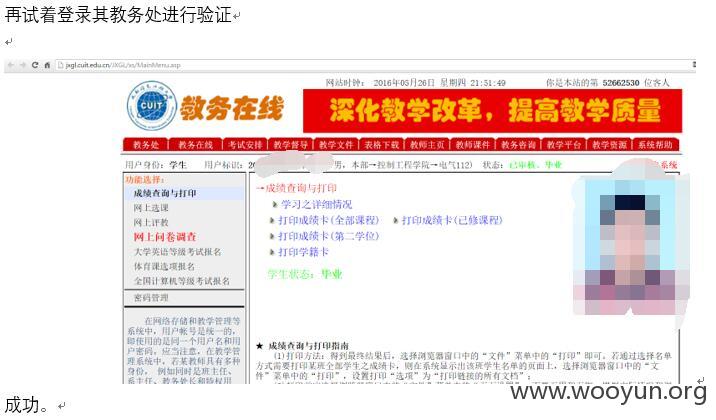 再试着登录其教务处进行验证
jxgl.cuit.edu.cn/JXGL/xs/MainMenu.asp
网站时钟: 2016年05月26日 星期四 21:51:49 你是本站的第 52662530 位客人
CUIT 教务在线 深化教学改革，提高教学质量
教务处 教务在线 考试安排 教学督导 教学文件 表格下载 教师主页 教师课件 教务咨询 教学平台 教学资源 系统帮助
用户身份: 学生 用户标识: 20 男, 本部→控制工程学院→电气112) 状态: 已审核、毕业 系统
功能选择:
成绩查询与打印
网上选课
网上评教
网上问卷调查
大学英语等级考试报名
体育课选项报名
全国计算机等级考试报名
密码管理
在网络存储和教学管理等
系统中，用户帐号是统一的，
即使用的是同一个用户名和用
户密码，应当注意，在教学管
理系统中，若某教师具有多种
身份， 例如同时是班主任、
系主任、教务处长和特权用
→成绩查询与打印
学习之详细情况
打印成绩卡(全部课程) 打印成绩卡(已修课程)
打印成绩卡(第二学位)
打印学籍卡
学生状态: 毕业
★ 成绩查询与打印指南
(1)打印方法: 得到最终结果后，选择浏览器窗口中的“文件”菜单中的“打印”即可。若通过选择名单
方式需要打印某班全部学生之成绩卡，则在系统显示出该班学生名单的页面上，选择浏览器窗口中的“文
件”菜单中的“打印”，设置打印“选项”为“打印链接的所有文档”；
www.wooyun.org
成功。